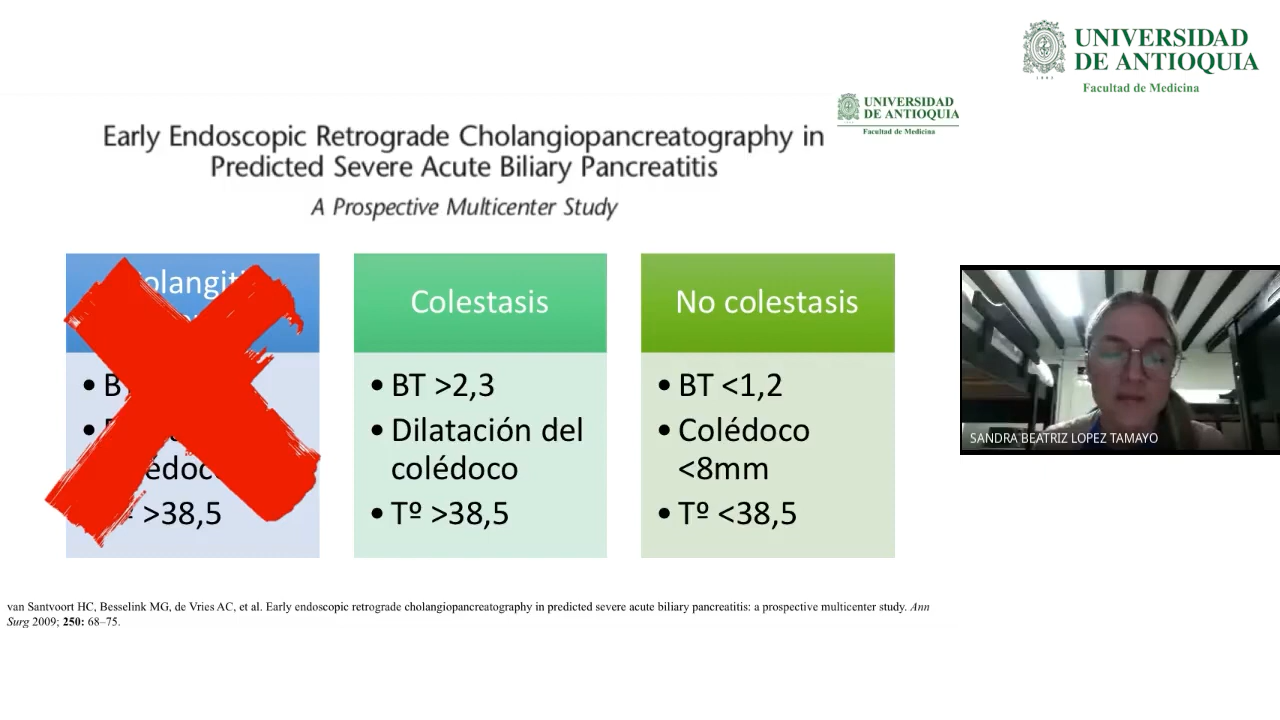 UNIVERSIDAD
DE ANTIOQUIA
Facultad de Medicina
UNIVERSIDAD
DE ANTIOQUIA
Facultad de Medicina
Early Endoscopic Retrograde Cholangiopancreatography in
Predicted Severe Acute Biliary Pancreatitis
A Prospective Multicenter Study
>38,5
Colestasis
• BT >2,3
• Dilatación del
colédoco
• Tº >38,5
No colestasis
• BT <1,2
• Colédoco
<8mm
• Tº <38,5
SANDRA BEATRIZ LOPEZ TAMAYO
van Santvoort HC, Besselink MG, de Vries AC, et al. Early endoscopic retrograde cholangiopancreatography in predicted severe acute biliary pancreatitis: a prospective multicenter study. Ann
Surg 2009; 250: 68–75.